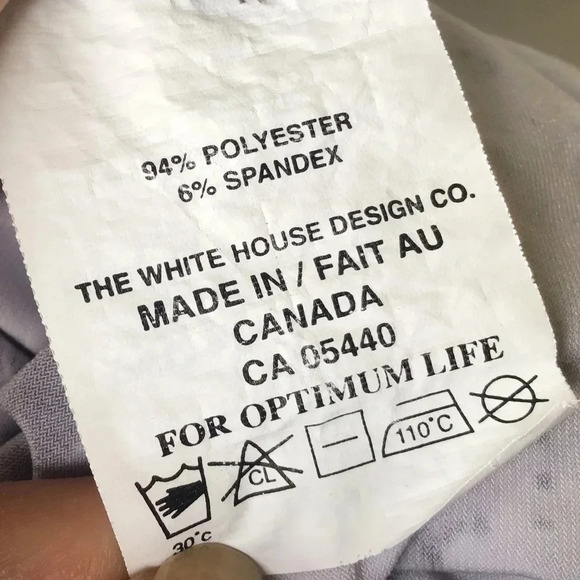 94% POLYESTER
6% SPANDEX
THE WHITE HOUSE DESIGN CO.
MADE IN / FAIT AU
CANADA
CA 05440
FOR OPTIMUM LIFE
CL
110°C
30°C